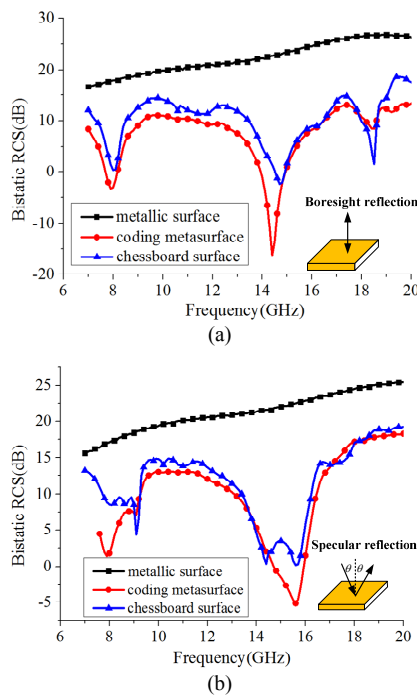 30
20
10
0
-10
-20
Bistatic RCS(dB)
metallic surface
coding metasurface
chessboard surface
Boresight reflection
6 8 10 12 14 16 18 20
Frequency(GHz)
(a)
25
20
15
10
5
0
-5
Bistatic RCS(dB)
metallic surface
coding metasurface
chessboard surface
Specular reflection
θ θ
6 8 10 12 14 16 18 20
Frequency(GHz)
(b)